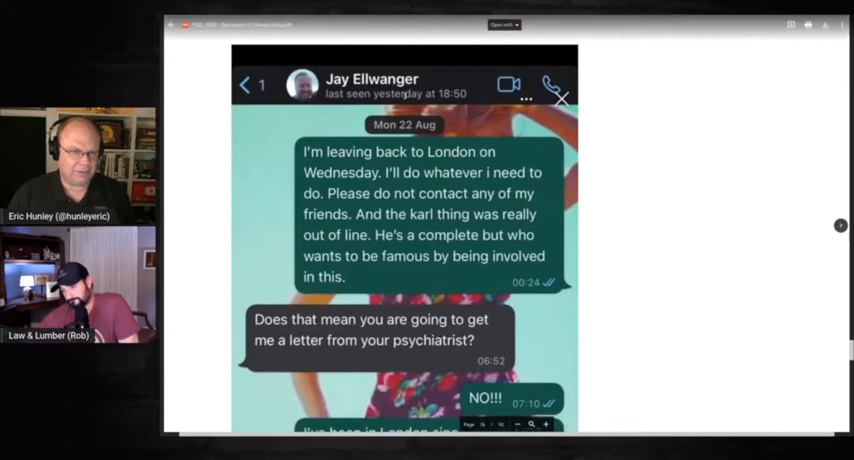 Open with
1
Jay Ellwanger
last seen yesterday at 18:50
Mon 22 Aug
I'm leaving back to London on
Wednesday. I'll do whatever i need to
do. Please do not contact any of my
friends. And the karl thing was really
out of line. He's a complete but who
wants to be famous by being involved
in this.
00:24
Does that mean you are going to get
me a letter from your psychiatrist?
06:52
NO!!!
07:10
Eric Hunley (@hunleyeric)
Law & Lumber (Rob)
Page